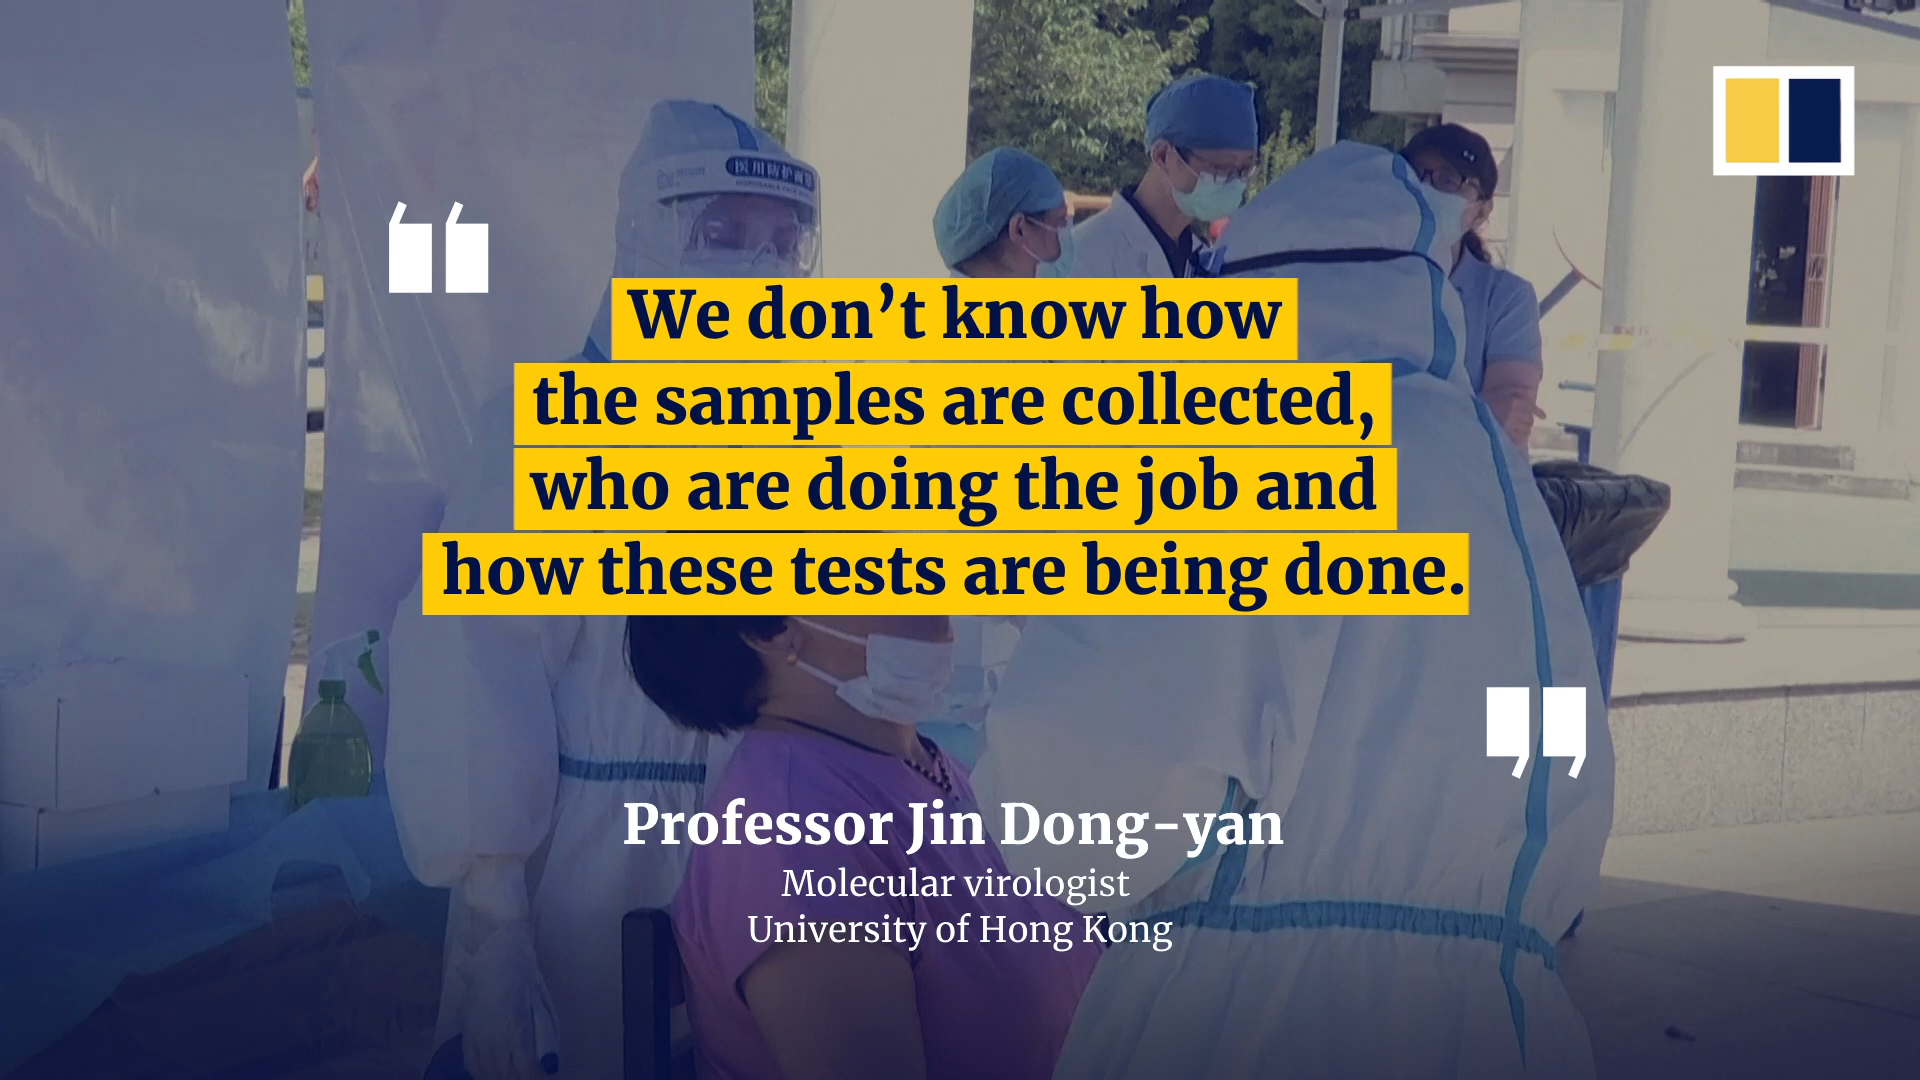 “
We don’t know how
the samples are collected,
who are doing the job and
how these tests are being done.
”
Professor Jin Dong-yan
Molecular virologist
University of Hong Kong